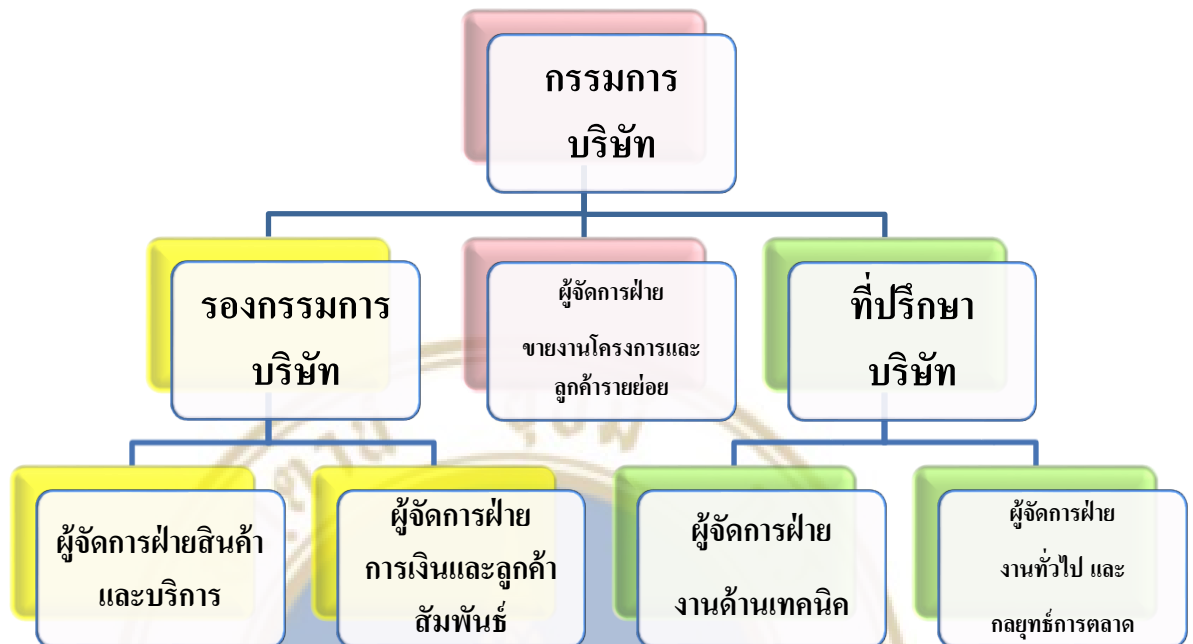 กรรมการ
บริษัท
รองกรรมการ
บริษัท
ผู้จัดการฝ่าย
ขายงานโครงการและ
ลูกค้ารายย่อย
ที่ปรึกษา
บริษัท
ผู้จัดการฝ่ายสินค้า
และบริการ
ผู้จัดการฝ่าย
การเงินและลูกค้า
สัมพันธ์
ผู้จัดการฝ่าย
งานด้านเทคนิค
ผู้จัดการฝ่าย
งานทั่วไป และ
กลยุทธ์การตลาด